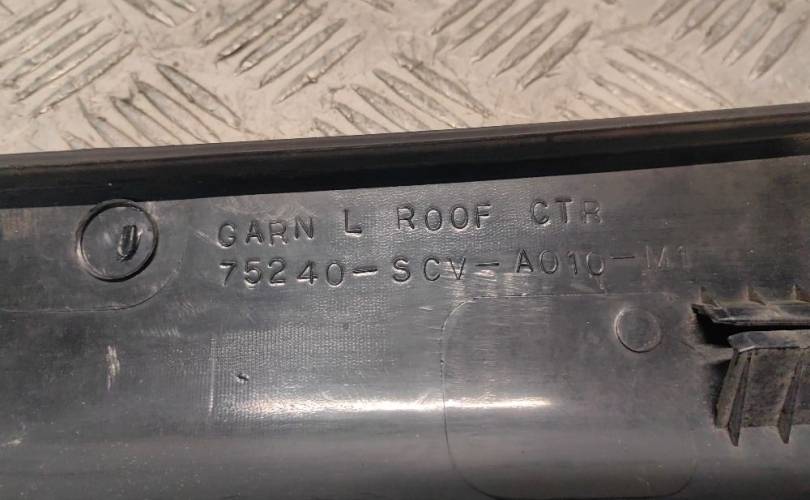 GARN L ROOF CTR
75240-SCV-A010-M1